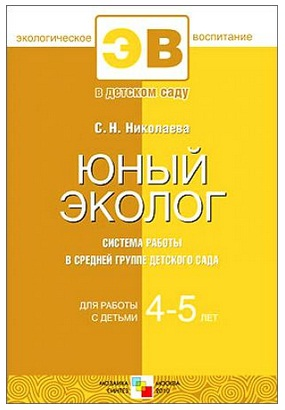 экологическое ЭВ воспитание
в детском саду
С. Н. Николаева
ЮНЫЙ
ЭКОЛОГ
СИСТЕМА РАБОТЫ
В СРЕДНЕЙ ГРУППЕ ДЕТСКОГО САДА
ДЛЯ РАБОТЫ
С ДЕТЬМИ 4-5 ЛЕТ
МОЗАИКА МОСКВА
СИНТЕЗ 2010